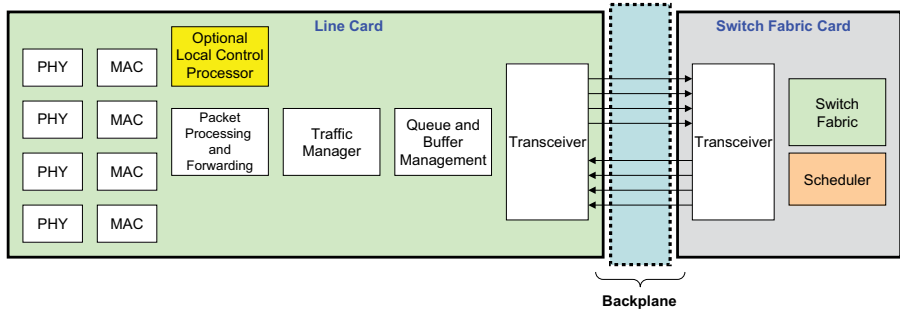 Line Card
Switch Fabric Card
Optional
Local Control
Processor
PHY
MAC
PHY
MAC
PHY
MAC
PHY
MAC
Packet
Processing
and
Forwarding
Traffic
Manager
Queue and
Buffer
Management
Transceiver
Transceiver
Switch
Fabric
Scheduler
Backplane